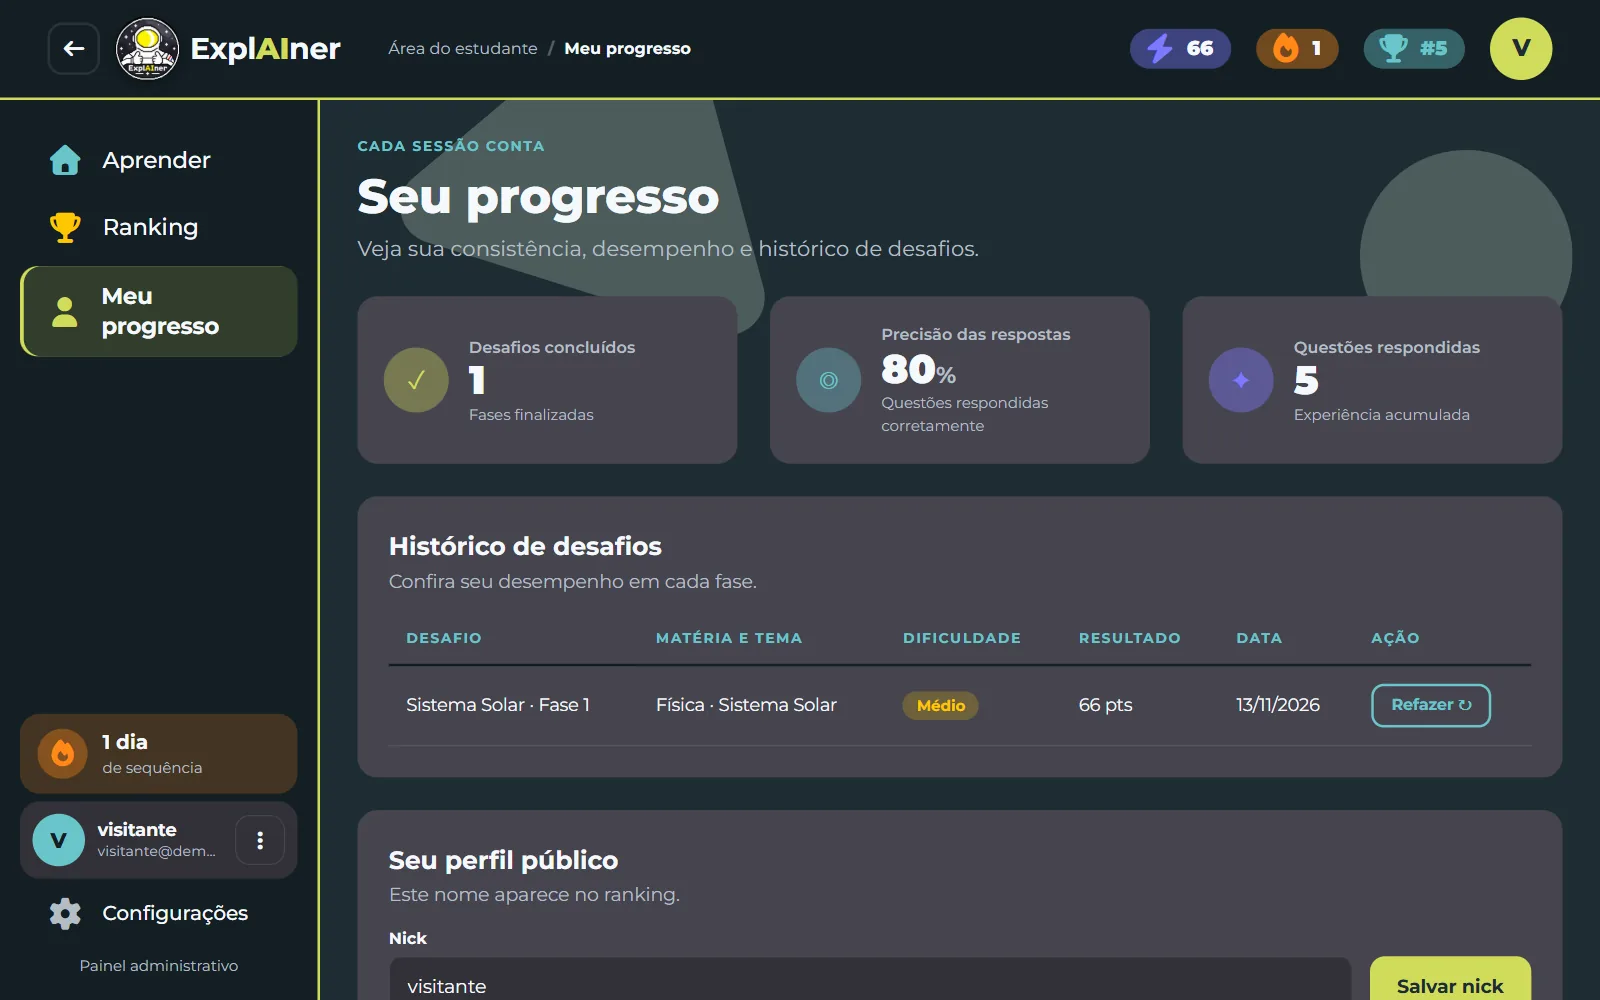 ExplAIner
ExplAIner
Área do estudante / Meu progresso
66
1
#5
V
Aprender
Ranking
Meu
progresso
1 dia
de sequência
V
visitante
visitante@dem...
Configurações
Painel administrativo
CADA SESSÃO CONTA
Seu progresso
Veja sua consistência, desempenho e histórico de desafios.
Desafios concluídos
1
Fases finalizadas
Precisão das respostas
80%
Questões respondidas
corretamente
Questões respondidas
5
Experiência acumulada
Histórico de desafios
Confira seu desempenho em cada fase.
DESAFIO MATÉRIA E TEMA DIFICULDADE RESULTADO DATA AÇÃO
Sistema Solar · Fase 1 Física · Sistema Solar Médio 66 pts 13/11/2026 Refazer ↻
Seu perfil público
Este nome aparece no ranking.
Nick
visitante
Salvar nick